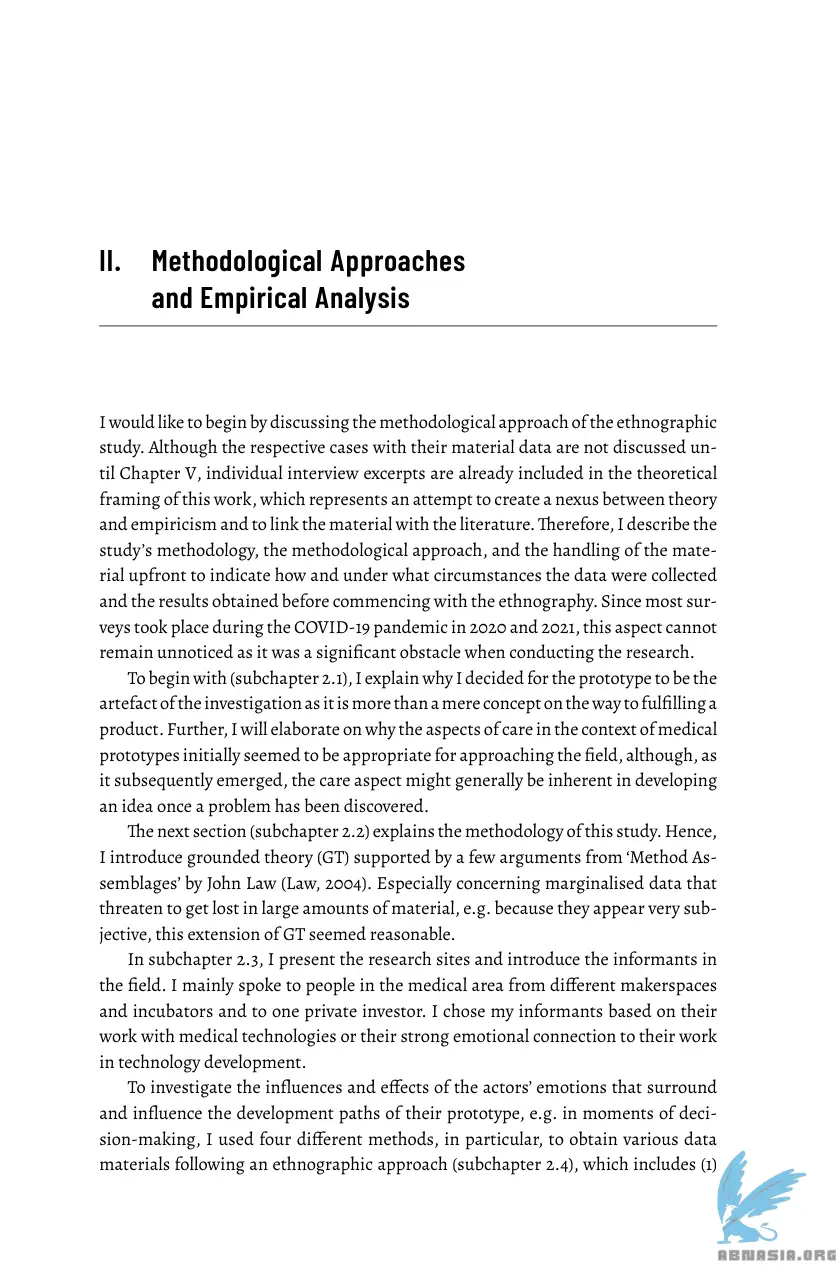 II. Methodological Approaches
and Empirical Analysis
I would like to begin by discussing the methodological approach of the ethnographic
study. Although the respective cases with their material data are not discussed un-
til Chapter V, individual interview excerpts are already included in the theoretical
framing of this work, which represents an attempt to create a nexus between theory
and empiricism and to link the material with the literature. Therefore, I describe the
study’s methodology, the methodological approach, and the handling of the mate-
rial upfront to indicate how and under what circumstances the data were collected
and the results obtained before commencing with the ethnography. Since most sur-
veys took place during the COVID-19 pandemic in 2020 and 2021, this aspect cannot
remain unnoticed as it was a significant obstacle when conducting the research.
To begin with (subchapter 2.1), I explain why I decided for the prototype to be the
artefact of the investigation as it is more than a mere concept on the way to fulfilling a
product. Further, I will elaborate on why the aspects of care in the context of medical
prototypes initially seemed to be appropriate for approaching the field, although, as
it subsequently emerged, the care aspect might generally be inherent in developing
an idea once a problem has been discovered.
The next section (subchapter 2.2) explains the methodology of this study. Hence,
I introduce grounded theory (GT) supported by a few arguments from ‘Method As-
semblages’ by John Law (Law, 2004). Especially concerning marginalised data that
threaten to get lost in large amounts of material, e.g. because they appear very sub-
jective, this extension of GT seemed reasonable.
In subchapter 2.3, I present the research sites and introduce the informants in
the field. I mainly spoke to people in the medical area from different makerspaces
and incubators and to one private investor. I chose my informants based on their
work with medical technologies or their strong emotional connection to their work
in technology development.
To investigate the influences and effects of the actors’ emotions that surround
and influence the development paths of their prototype, e.g. in moments of deci-
sion-making, I used four different methods, in particular, to obtain various data
materials following an ethnographic approach (subchapter 2.4), which includes (1)
ABNASIA.ORG